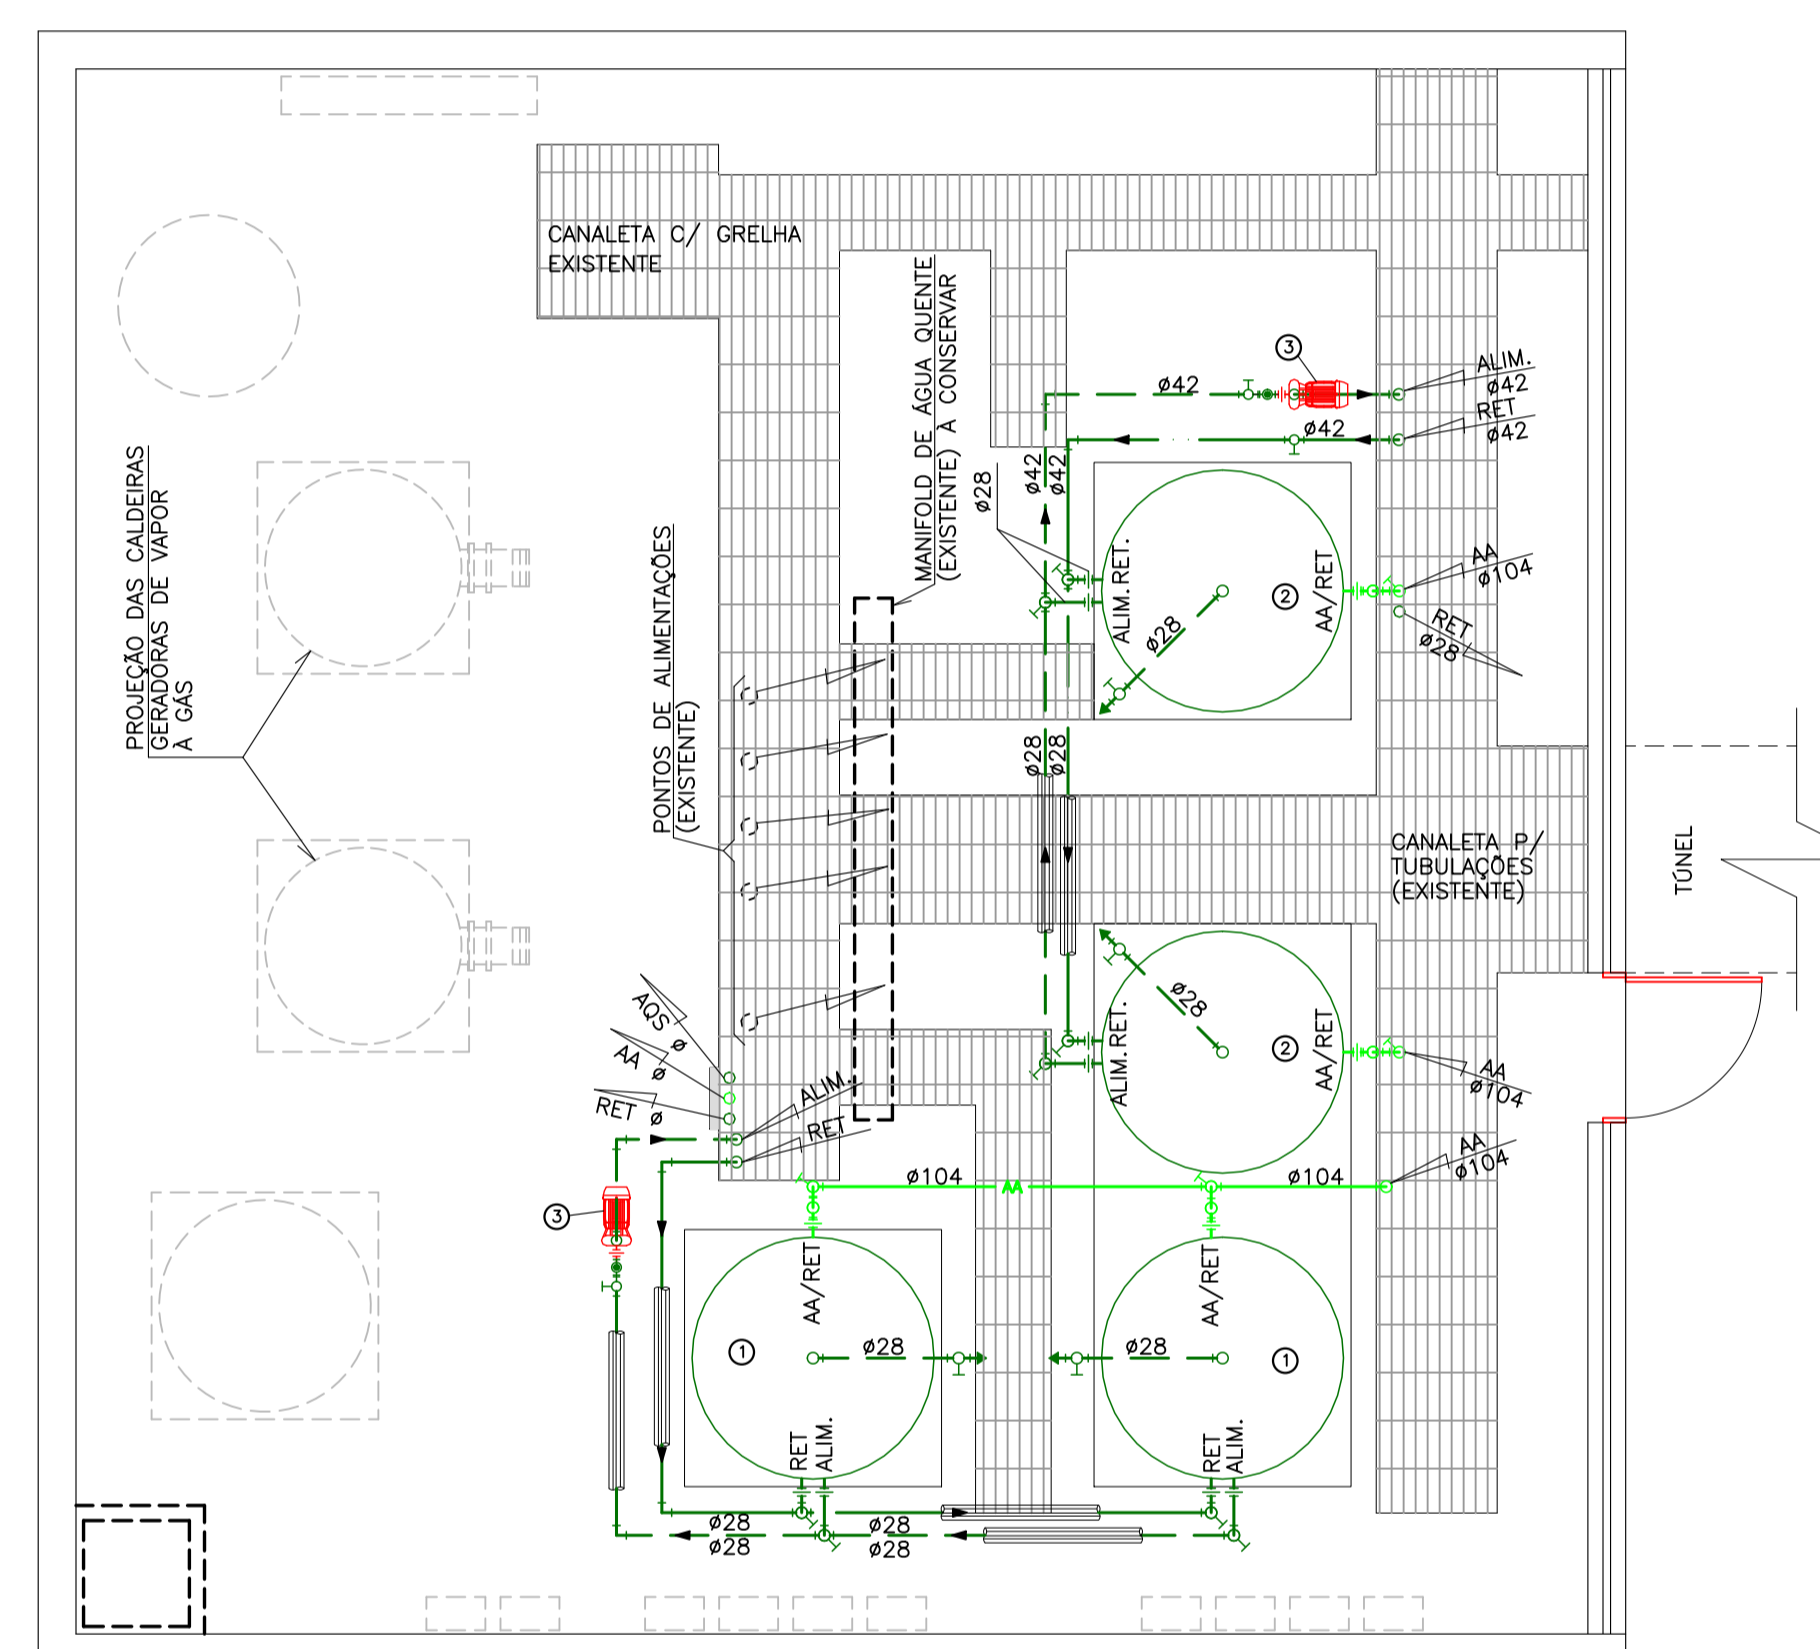 CANALETA C/ GRELHA
EXISTENTE
MANIFOLD DE ÁGUA QUENTE
(EXISTENTE) À CONSERVAR
PROJEÇÃO DAS CALDEIRAS
GERADORAS DE VAPOR
À GÁS
PONTOS DE ALIMENTAÇÕES
(EXISTENTE)
3
ø42
ALIM.
ø42
RET
ø42
ø42
ø42
ø42
ø28
ALIM.
RET.
AA/RET
2
ø28
AA
ø104
RET
ø28
ø28
ø28
CANALETA P/
TUBULAÇÕES
(EXISTENTE)
TÚNEL
ø28
ALIM.
RET.
AA/RET
2
AA
ø104
AQS ø
AA ø
RET ø
ALIM.
RET
AA
ø104
ø104
AA
ø104
3
AA/RET
1
ø28
RET
ALIM.
AA/RET
ø28
1
RET
ALIM.
ø28
ø28
ø28
ø28